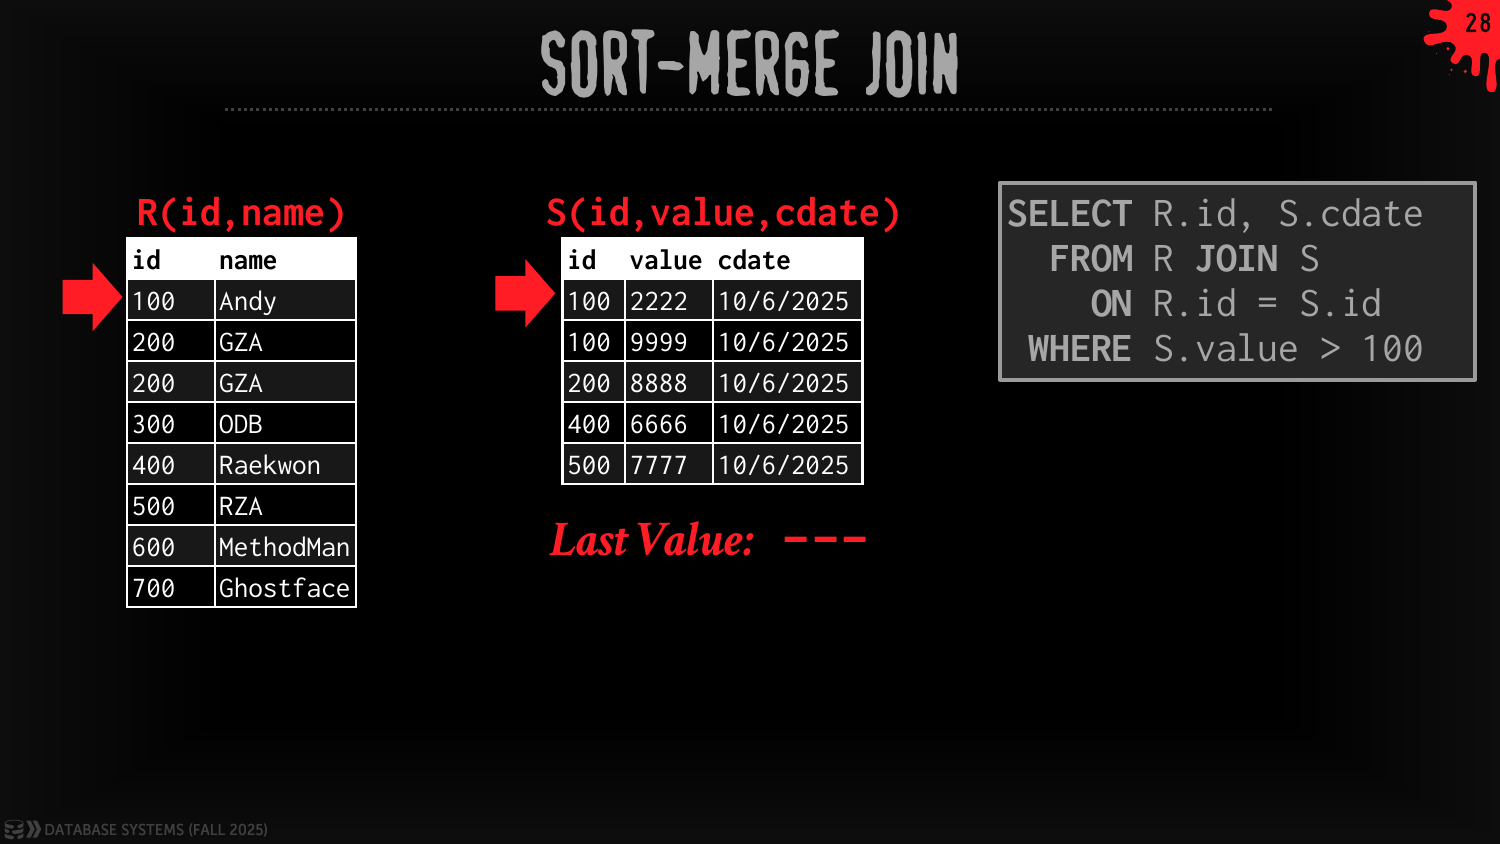 28
SORT-MERGE JOIN
R(id,name)
id name
100 Andy
200 GZA
200 GZA
300 ODB
400 Raekwon
500 RZA
600 MethodMan
700 Ghostface
S(id,value,cdate)
id value cdate
100 2222 10/6/2025
100 9999 10/6/2025
200 8888 10/6/2025
400 6666 10/6/2025
500 7777 10/6/2025
Last Value: ---
SELECT R.id, S.cdate
FROM R JOIN S
ON R.id = S.id
WHERE S.value > 100
DATABASE SYSTEMS (FALL 2025)